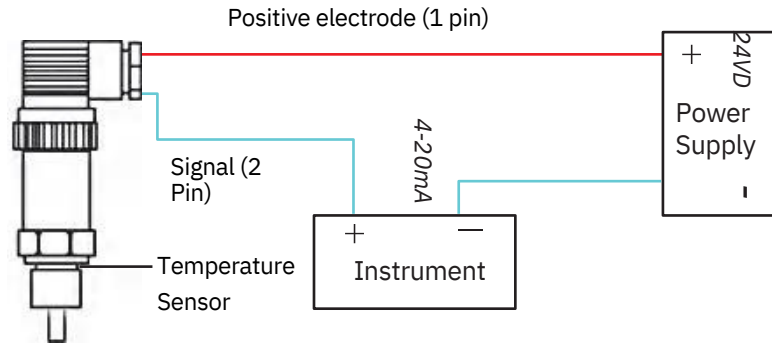 Positive electrode (1 pin)
+
24VD
Power
Supply
-
4-20mA
Signal (2
Pin)
+ —
Instrument
Temperature
Sensor